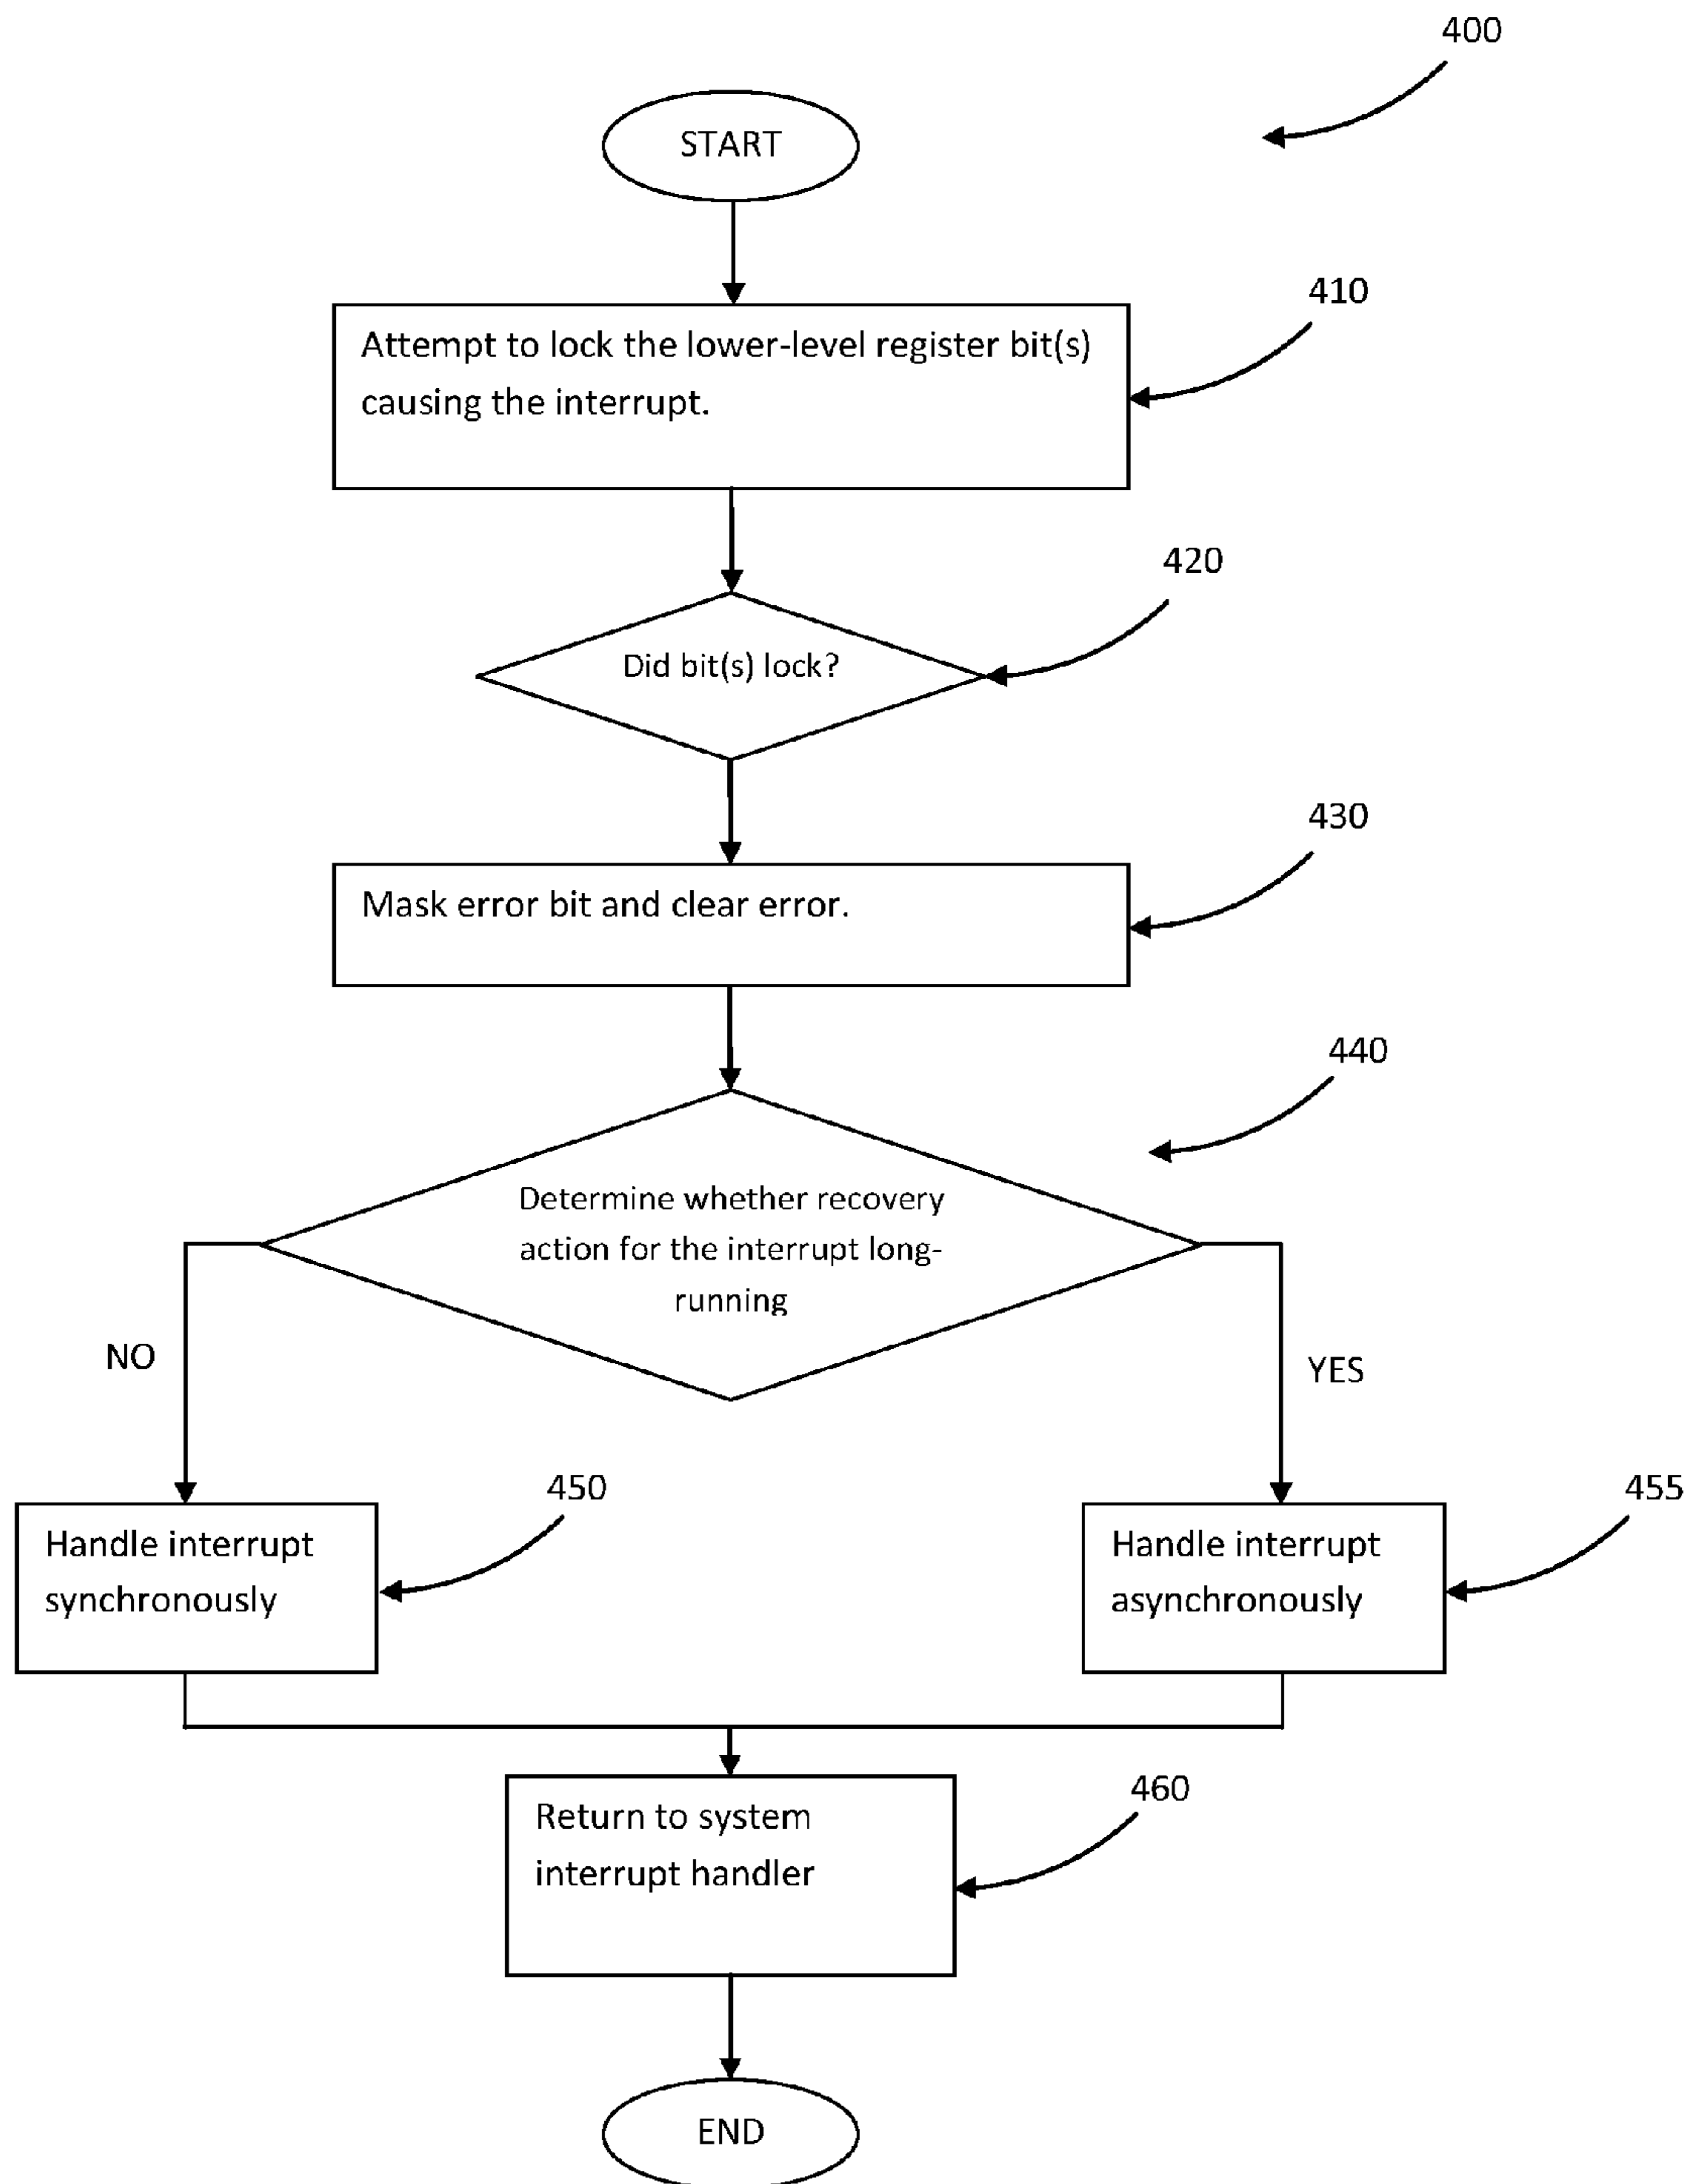 400
START
410
Attempt to lock the lower-level register bit(s)
causing the interrupt.
420
Did bit(s) lock?
430
Mask error bit and clear error.
440
Determine whether recovery
action for the interrupt long-
running
NO
YES
450
455
Handle interrupt
synchronously
Handle interrupt
asynchronously
460
Return to system
interrupt handler
END